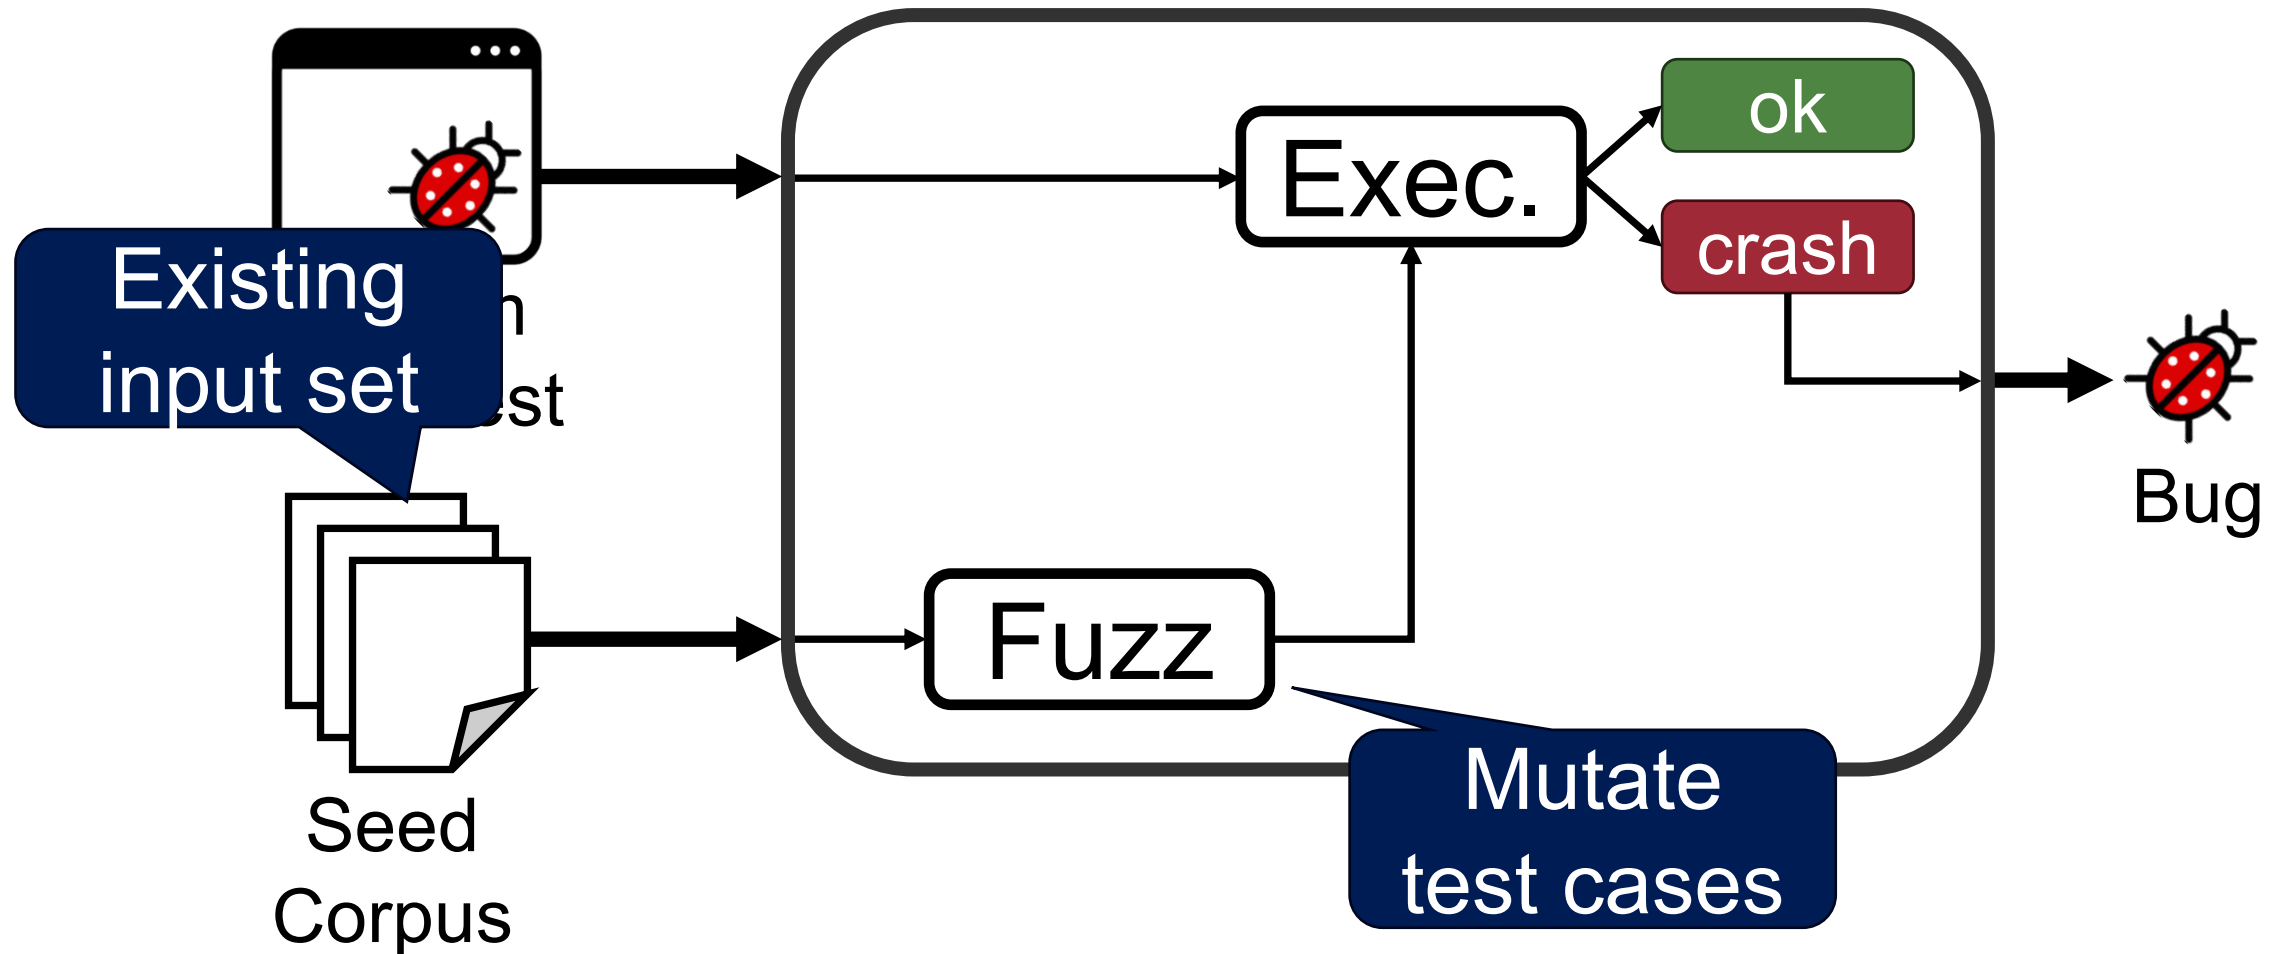 ok
Exec.
crash
Existing
input set
Bug
Fuzz
Mutate
test cases
Seed
Corpus